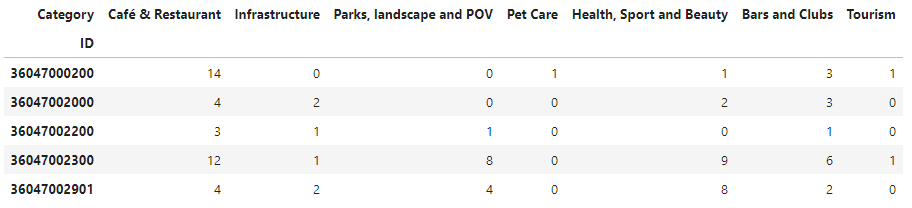 Category Café & Restaurant Infrastructure Parks, landscape and POV Pet Care Health, Sport and Beauty Bars and Clubs Tourism
ID
36047000200 14 0 0 1 1 3 1
36047002000 4 2 0 0 2 3 0
36047002200 3 1 1 0 0 1 0
36047002300 12 1 8 0 9 6 1
36047002901 4 2 4 0 8 2 0